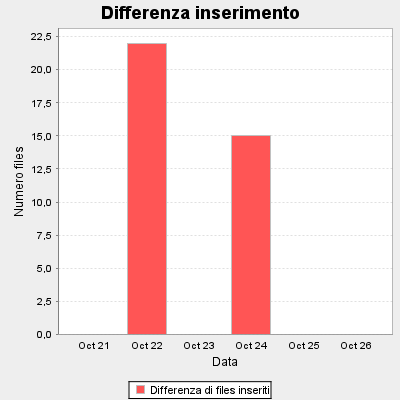 Differenza inserimento
22,5
20,0
17,5
15,0
12,5
10,0
7,5
5,0
2,5
0,0
Numero files
Oct 21 Oct 22 Oct 23 Oct 24 Oct 25 Oct 26
Data
Differenza di files inseriti